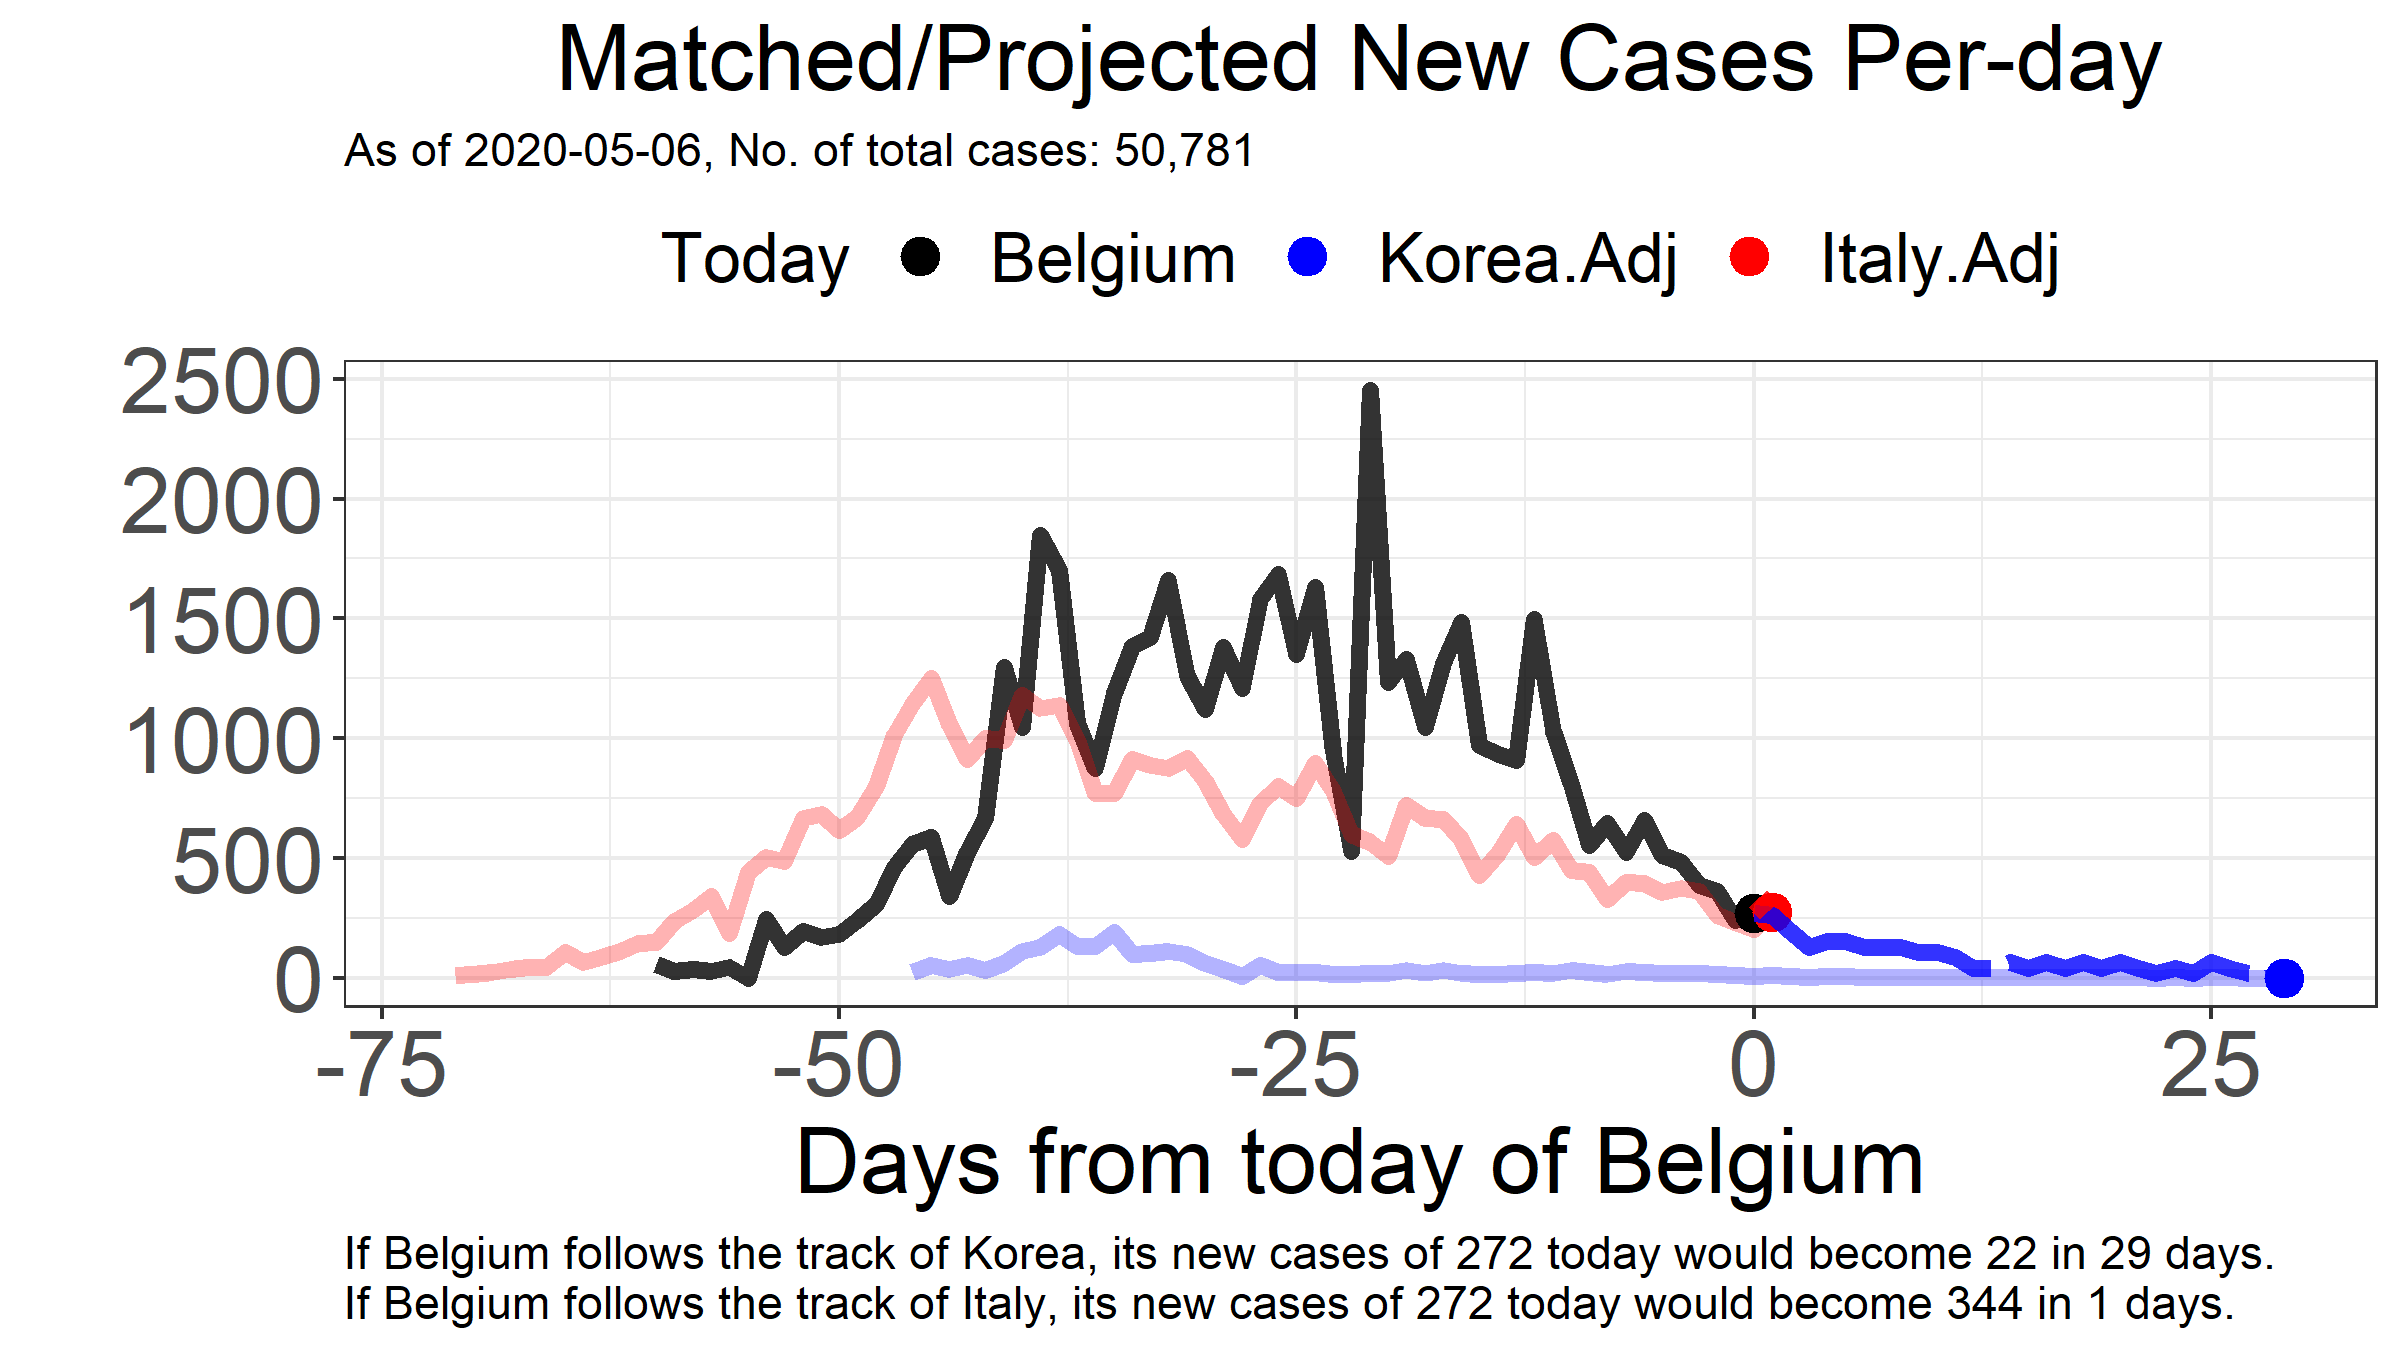 Matched/Projected New Cases Per-day
As of 2020-05-06, No. of total cases: 50,781
Today Belgium Korea.Adj Italy.Adj
2500
2000
1500
1000
500
0
-75 -50 -25 0 25
Days from today of Belgium
If Belgium follows the track of Korea, its new cases of 272 today would become 22 in 29 days.
If Belgium follows the track of Italy, its new cases of 272 today would become 344 in 1 days.